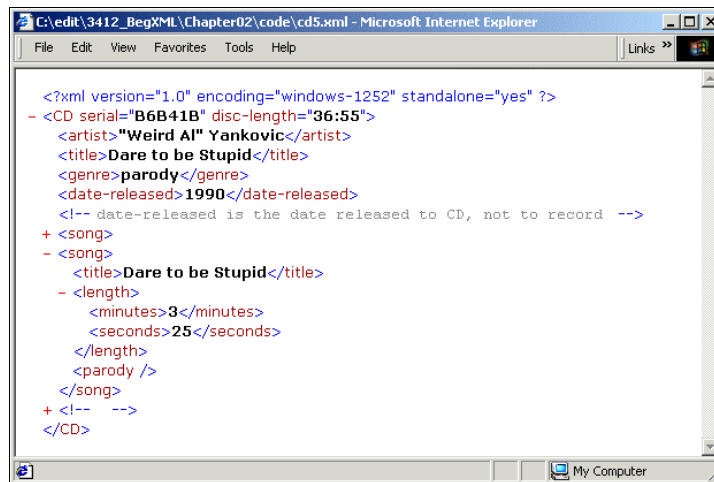 C:\edit\3412_BegXML\Chapter02\code\cd5.xml - Microsoft Internet Explorer
File Edit View Favorites Tools Help Links »
<?xml version="1.0" encoding="windows-1252" standalone="yes" ?>
- <CD serial="B6B41B" disc-length="36:55">
<artist>"Weird Al" Yankovic</artist>
<title>Dare to be Stupid</title>
<genre>parody</genre>
<date-released>1990</date-released>
<!-- date-released is the date released to CD, not to record -->
+ <song>
- <song>
<title>Dare to be Stupid</title>
- <length>
<minutes>3</minutes>
<seconds>25</seconds>
</length>
<parody />
</song>
+ <!-- -->
</CD>
My Computer